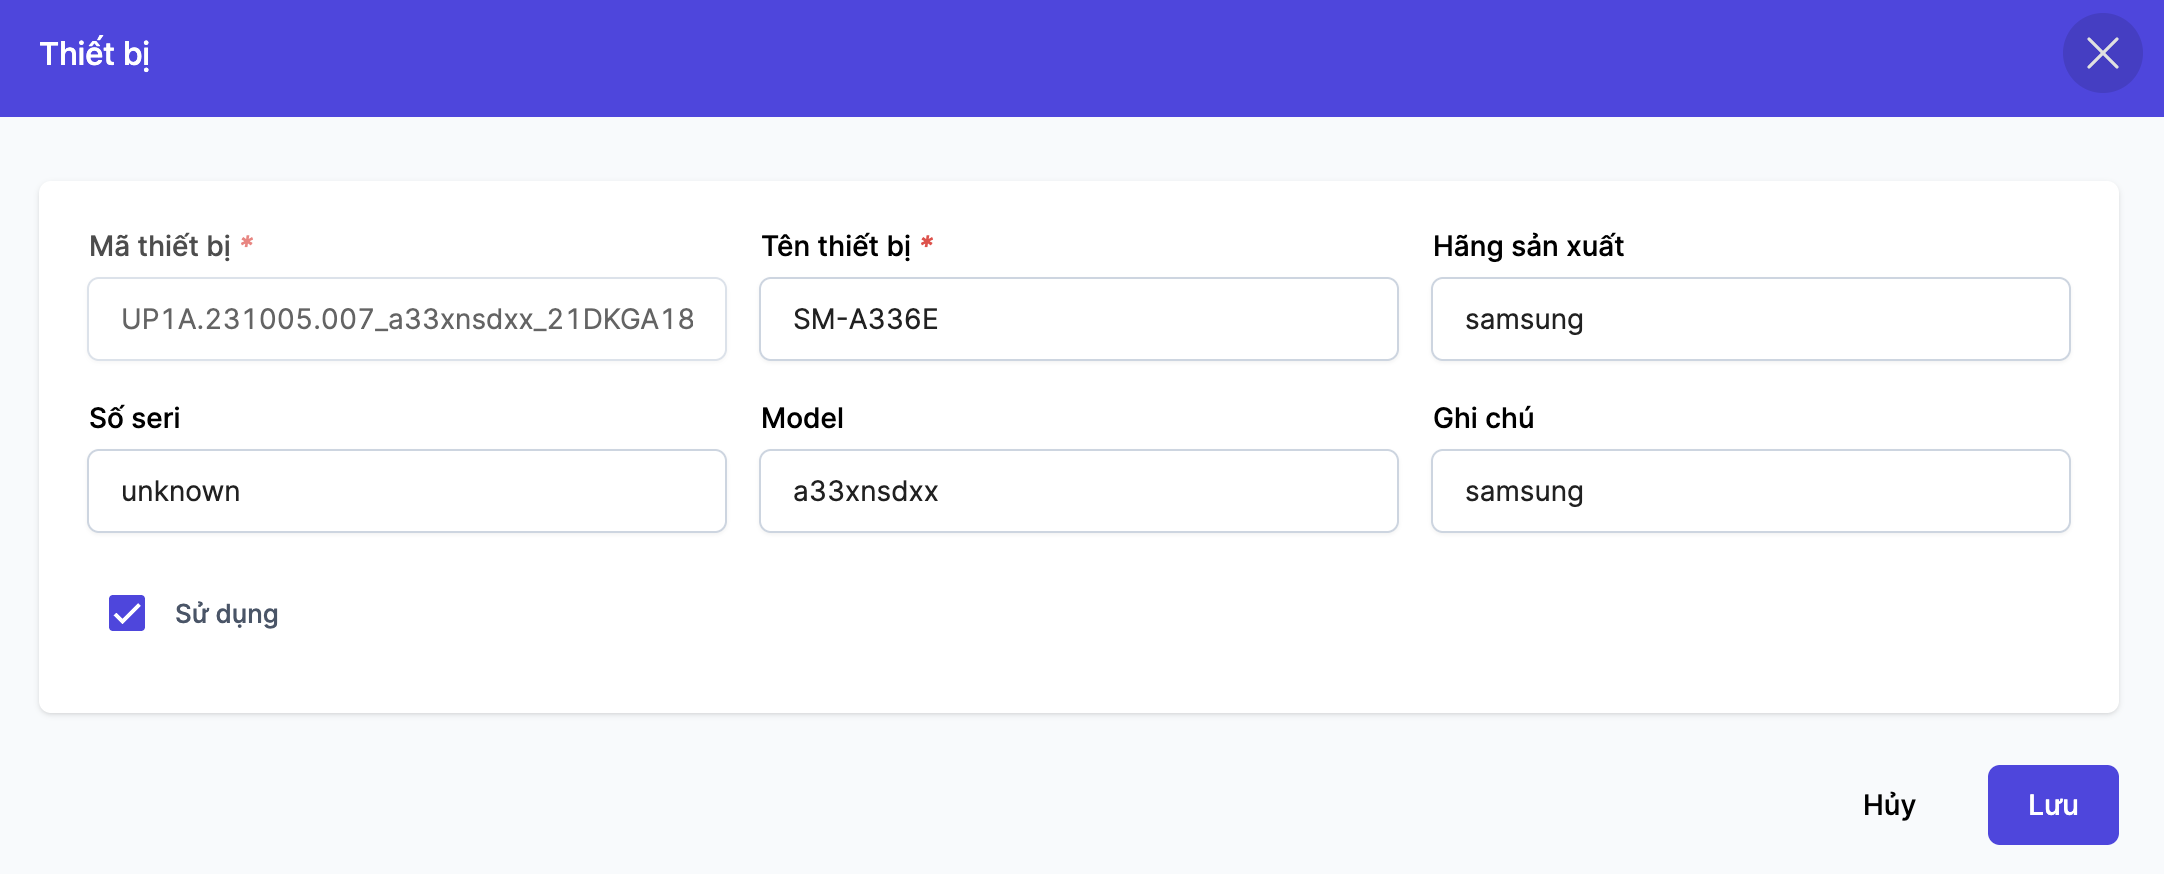 Thiết bị
Mã thiết bị *
Tên thiết bị *
Hãng sản xuất
UP1A.231005.007_a33xnsdxx_21DKGA18
SM-A336E
samsung
Số seri
Model
Ghi chú
unknown
a33xnsdxx
samsung
Sử dụng
Hủy
Lưu